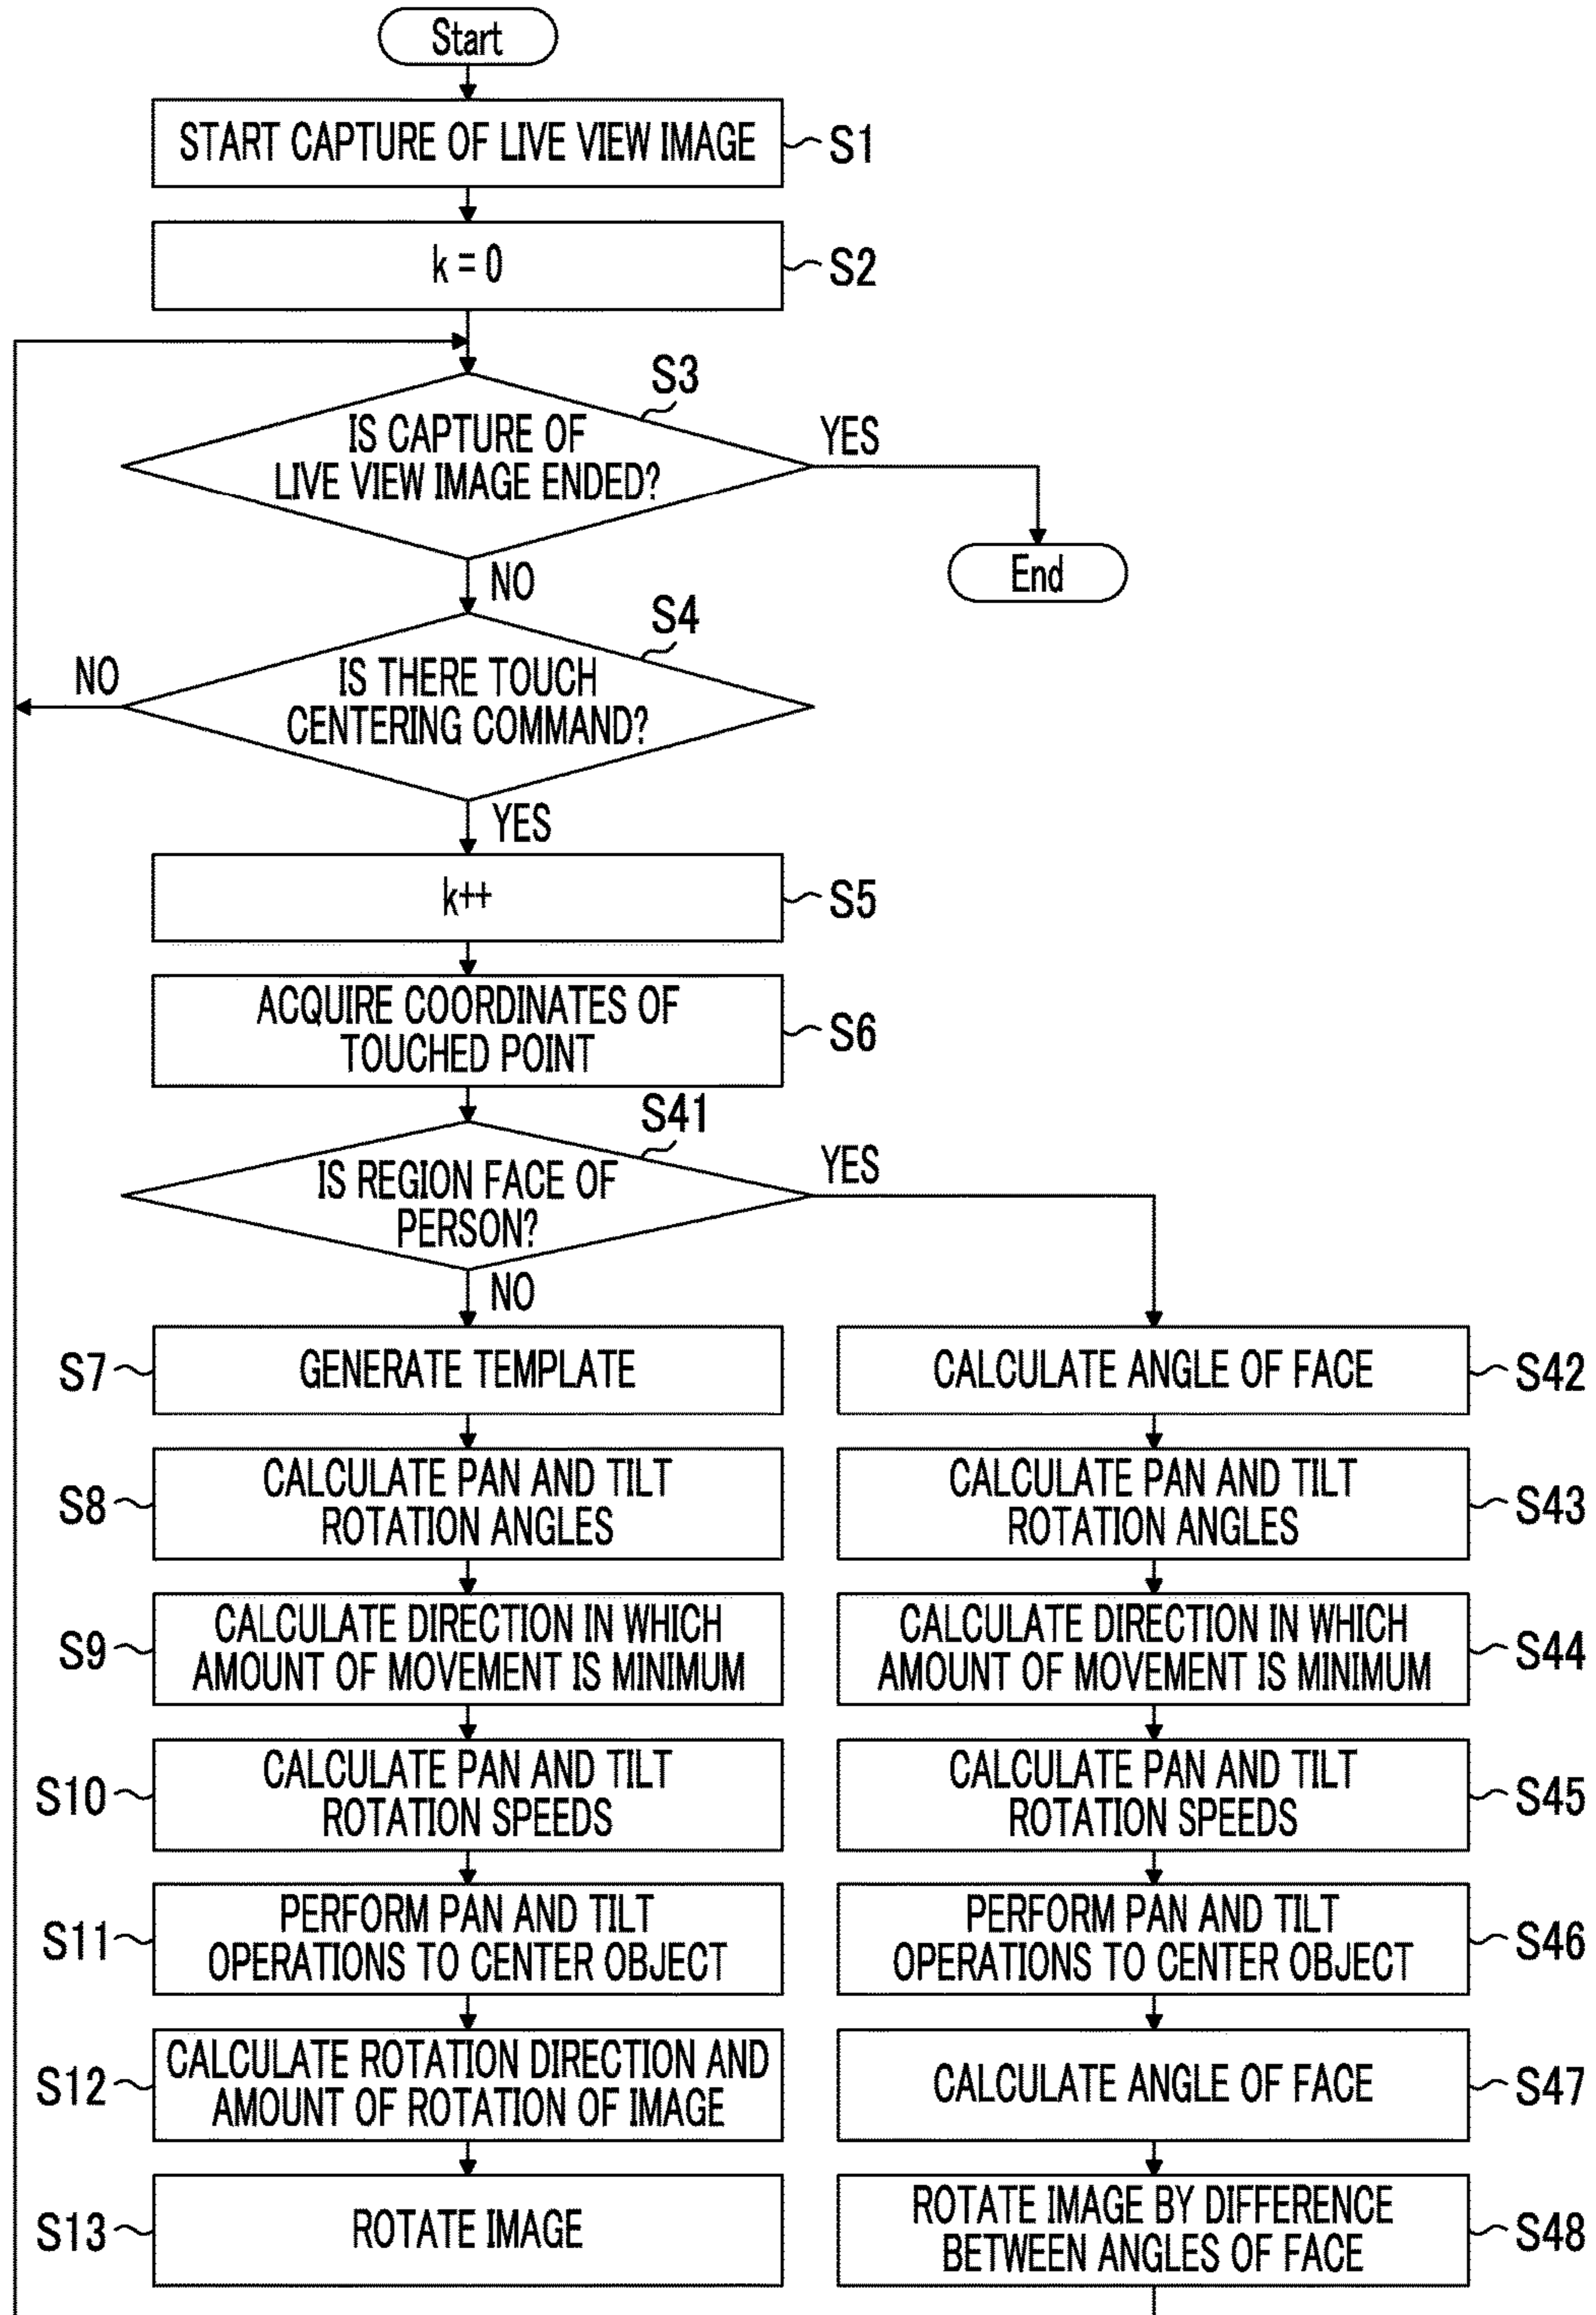 Start
START CAPTURE OF LIVE VIEW IMAGE
S1
k = 0
S2
S3
IS CAPTURE OF
LIVE VIEW IMAGE ENDED?
YES
End
NO
S4
IS THERE TOUCH
CENTERING COMMAND?
NO
YES
k++
S5
ACQUIRE COORDINATES OF
TOUCHED POINT
S6
S41
IS REGION FACE OF
PERSON?
YES
NO
S7
GENERATE TEMPLATE
CALCULATE ANGLE OF FACE
S42
S8
CALCULATE PAN AND TILT
ROTATION ANGLES
CALCULATE PAN AND TILT
ROTATION ANGLES
S43
S9
CALCULATE DIRECTION IN WHICH
AMOUNT OF MOVEMENT IS MINIMUM
CALCULATE DIRECTION IN WHICH
AMOUNT OF MOVEMENT IS MINIMUM
S44
S10
CALCULATE PAN AND TILT
ROTATION SPEEDS
CALCULATE PAN AND TILT
ROTATION SPEEDS
S45
S11
PERFORM PAN AND TILT
OPERATIONS TO CENTER OBJECT
PERFORM PAN AND TILT
OPERATIONS TO CENTER OBJECT
S46
S12
CALCULATE ROTATION DIRECTION AND
AMOUNT OF ROTATION OF IMAGE
CALCULATE ANGLE OF FACE
S47
S13
ROTATE IMAGE
ROTATE IMAGE BY DIFFERENCE
BETWEEN ANGLES OF FACE
S48